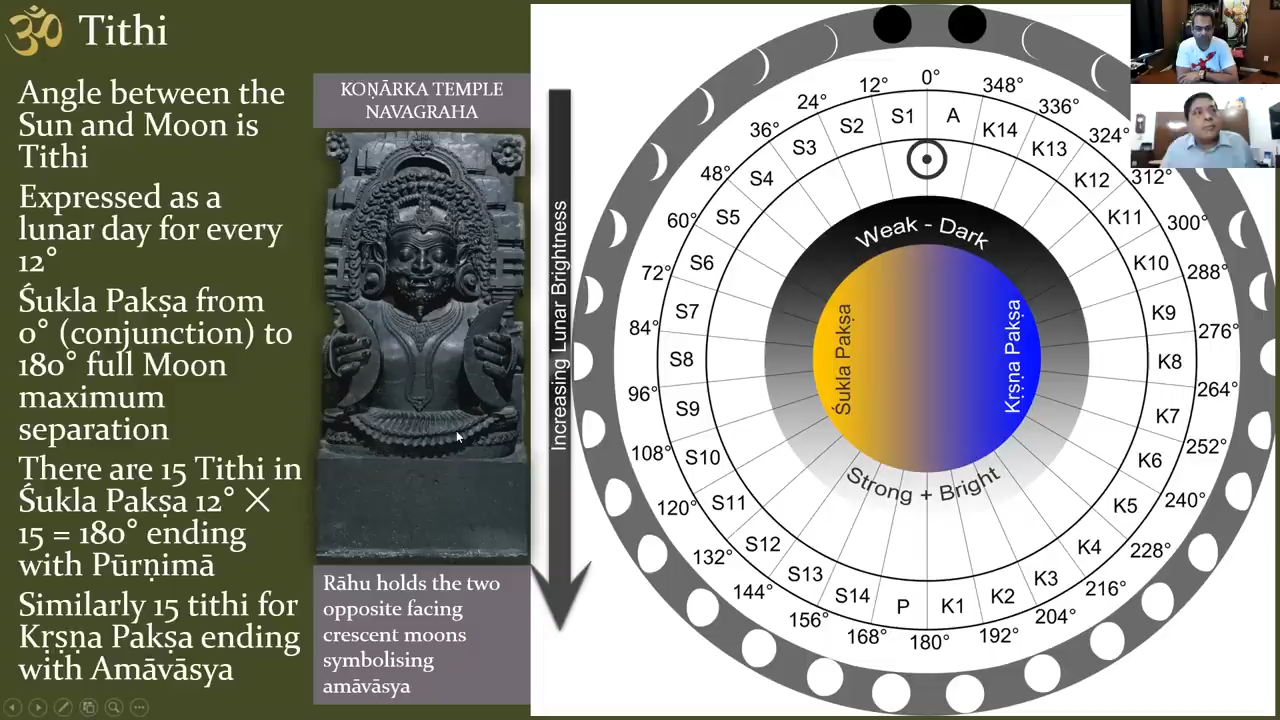 ॐ Tithi
Angle between the
Sun and Moon is
Tithi
Expressed as a
lunar day for every
12°
Śukla Pakṣa from
0° (conjunction) to
180° full Moon
maximum
separation
There are 15 Tithi in
Śukla Pakṣa 12° X
15 = 180° ending
with Pūrṇimā
Similarly 15 tithi for
Kṛṣṇa Pakṣa ending
with Amāvāsya
KOṆĀRKA TEMPLE
NAVAGRAHA
Rāhu holds the two
opposite facing
crescent moons
symbolising
amāvāsya
Increasing Lunar Brightness
0°
12°
24°
36°
48°
60°
72°
84°
96°
108°
120°
132°
144°
156°
168°
180°
192°
204°
216°
228°
240°
252°
264°
276°
288°
300°
312°
324°
336°
348°
S1
S2
S3
S4
S5
S6
S7
S8
S9
S10
S11
S12
S13
S14
P
K1
K2
K3
K4
K5
K6
K7
K8
K9
K10
K11
K12
K13
K14
A
Weak - Dark
Śukla Pakṣa
Kṛṣṇa Pakṣa
Strong + Bright